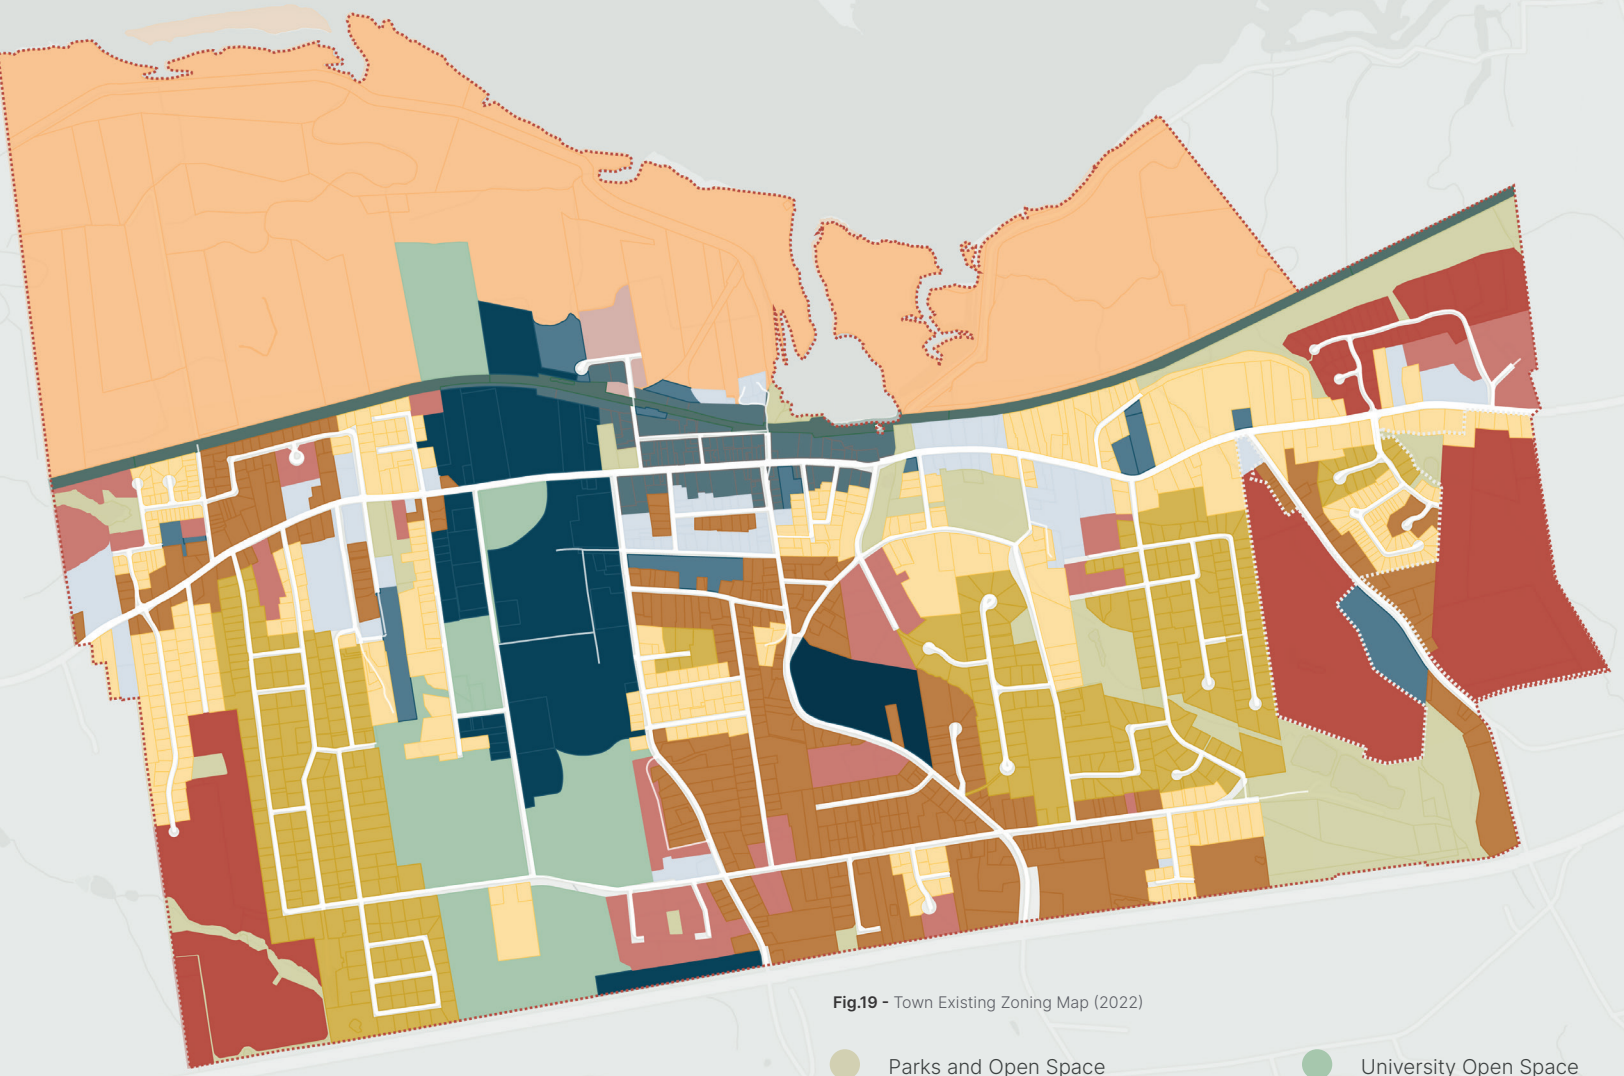 Fig.19 - Town Existing Zoning Map (2022)
Parks and Open Space
University Open Space